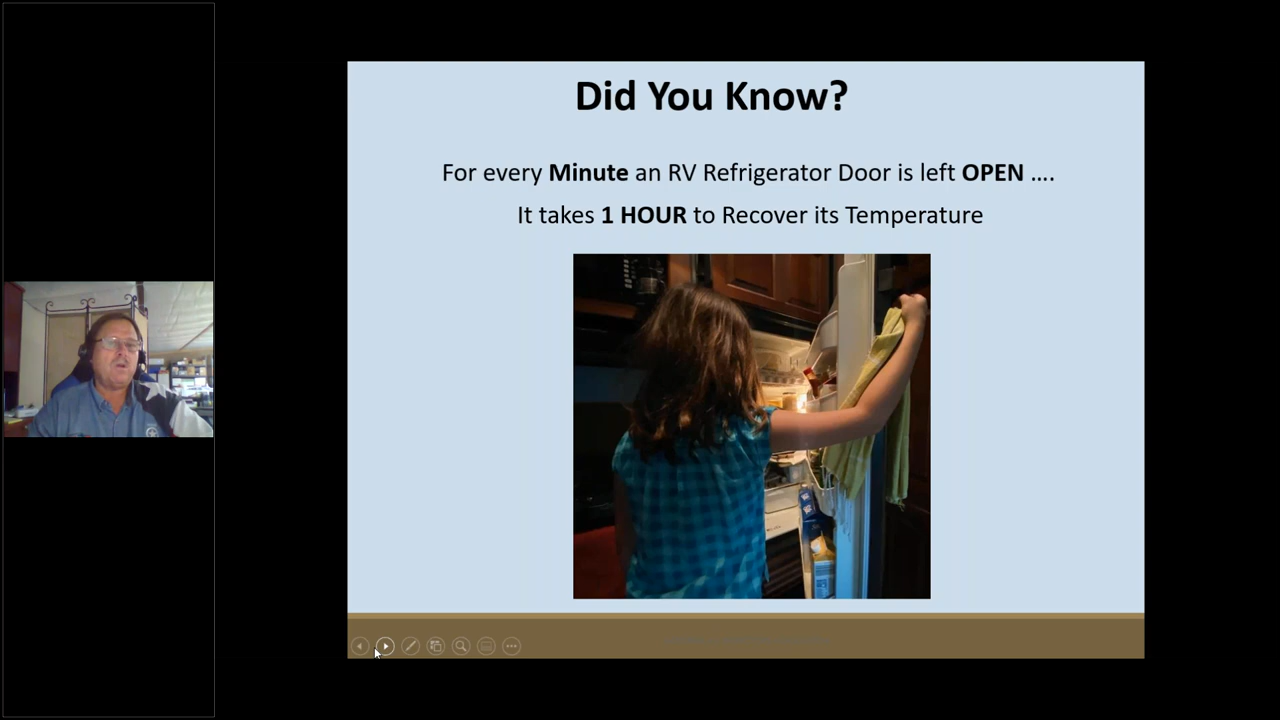 Did You Know?
For every Minute an RV Refrigerator Door is left OPEN ....
It takes 1 HOUR to Recover its Temperature